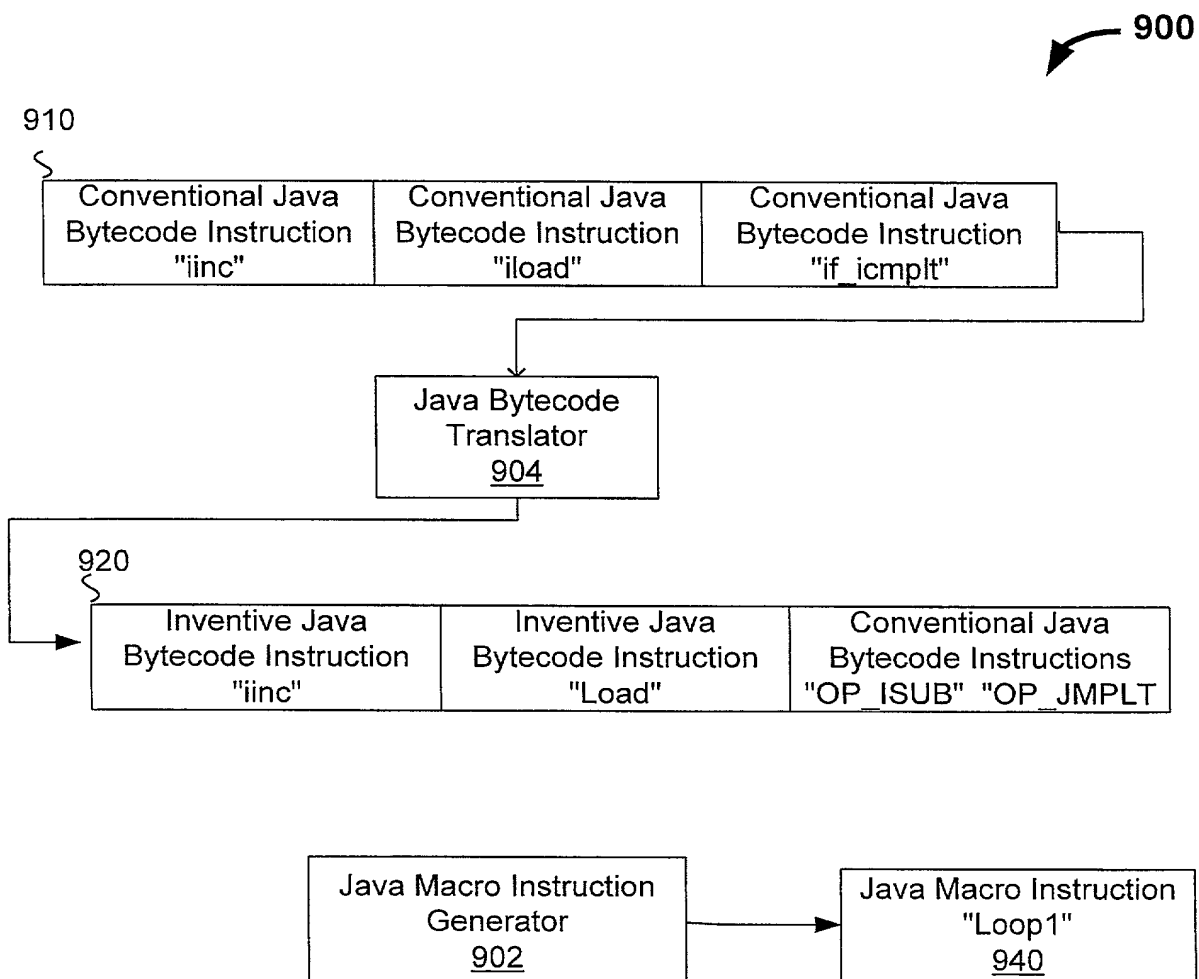 900
910
Conventional Java Bytecode Instruction "iinc"
Conventional Java Bytecode Instruction "iload"
Conventional Java Bytecode Instruction "if_icmplt"
Java Bytecode
Translator
904
920
Inventive Java Bytecode Instruction "iinc"
Inventive Java Bytecode Instruction "Load"
Conventional Java Bytecode Instructions "OP_ISUB" "OP_JMPLT
Java Macro Instruction
Generator
902
Java Macro Instruction
"Loop1"
940